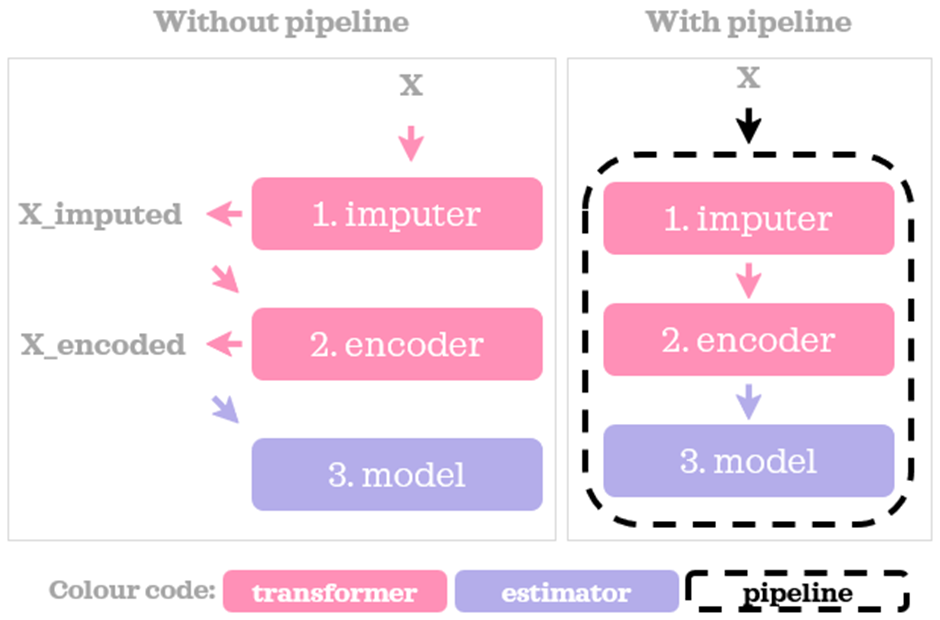 Without pipeline
With pipeline
X
X
X_imputed
1. imputer
1. imputer
X_encoded
2. encoder
2. encoder
3. model
3. model
Colour code: transformer estimator pipeline